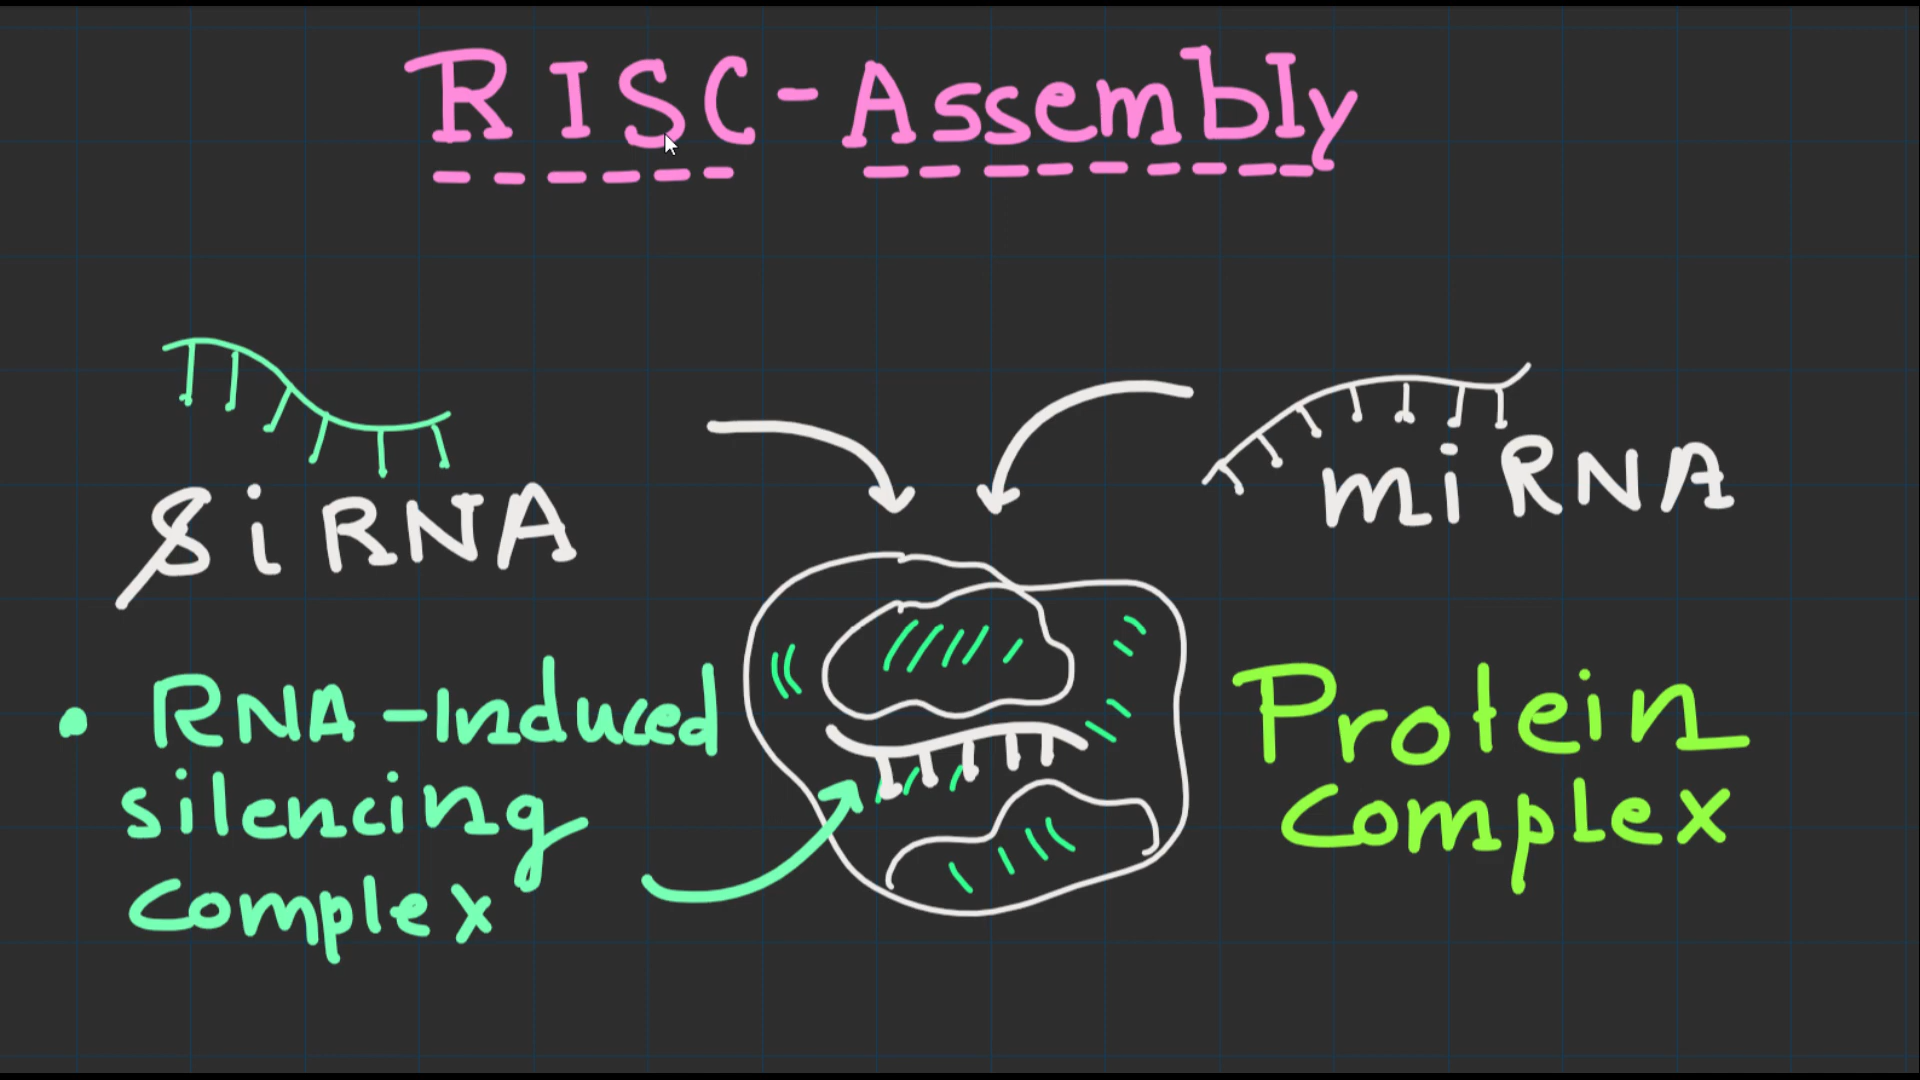 RISC-Assembly
siRNA
miRNA
• RNA-Induced
silencing
complex
Protein
complex